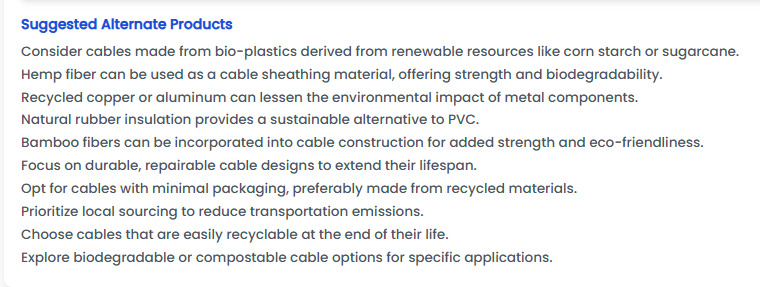 Suggested Alternate Products
Consider cables made from bio-plastics derived from renewable resources like corn starch or sugarcane.
Hemp fiber can be used as a cable sheathing material, offering strength and biodegradability.
Recycled copper or aluminum can lessen the environmental impact of metal components.
Natural rubber insulation provides a sustainable alternative to PVC.
Bamboo fibers can be incorporated into cable construction for added strength and eco-friendliness.
Focus on durable, repairable cable designs to extend their lifespan.
Opt for cables with minimal packaging, preferably made from recycled materials.
Prioritize local sourcing to reduce transportation emissions.
Choose cables that are easily recyclable at the end of their life.
Explore biodegradable or compostable cable options for specific applications.